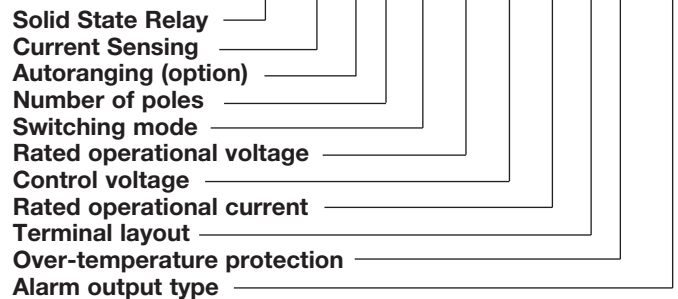 Solid State Relay
Current Sensing
Autoranging (option)
Number of poles
Switching mode
Rated operational voltage
Control voltage
Rated operational current
Terminal layout
Over-temperature protection
Alarm output type